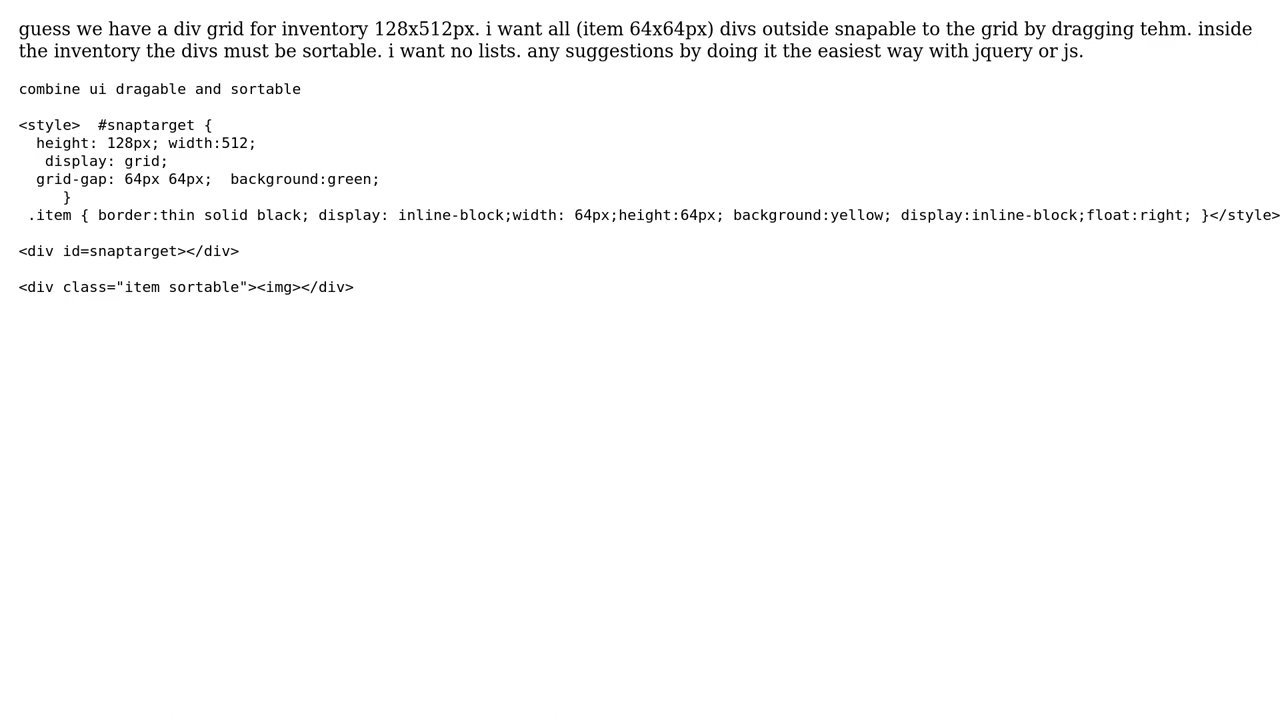 guess we have a div grid for inventory 128x512px. i want all (item 64x64px) divs outside snapable to the grid by dragging tehm. inside
the inventory the divs must be sortable. i want no lists. any suggestions by doing it the easiest way with jquery or js.
combine ui dragable and sortable
<style>  #snaptarget {
  height: 128px; width:512;
   display: grid;
  grid-gap: 64px 64px;  background:green;
     }
 .item { border:thin solid black; display: inline-block;width: 64px;height:64px; background:yellow; display:inline-block;float:right; }</style>
<div id=snaptarget></div>
<div class="item sortable"><img></div>